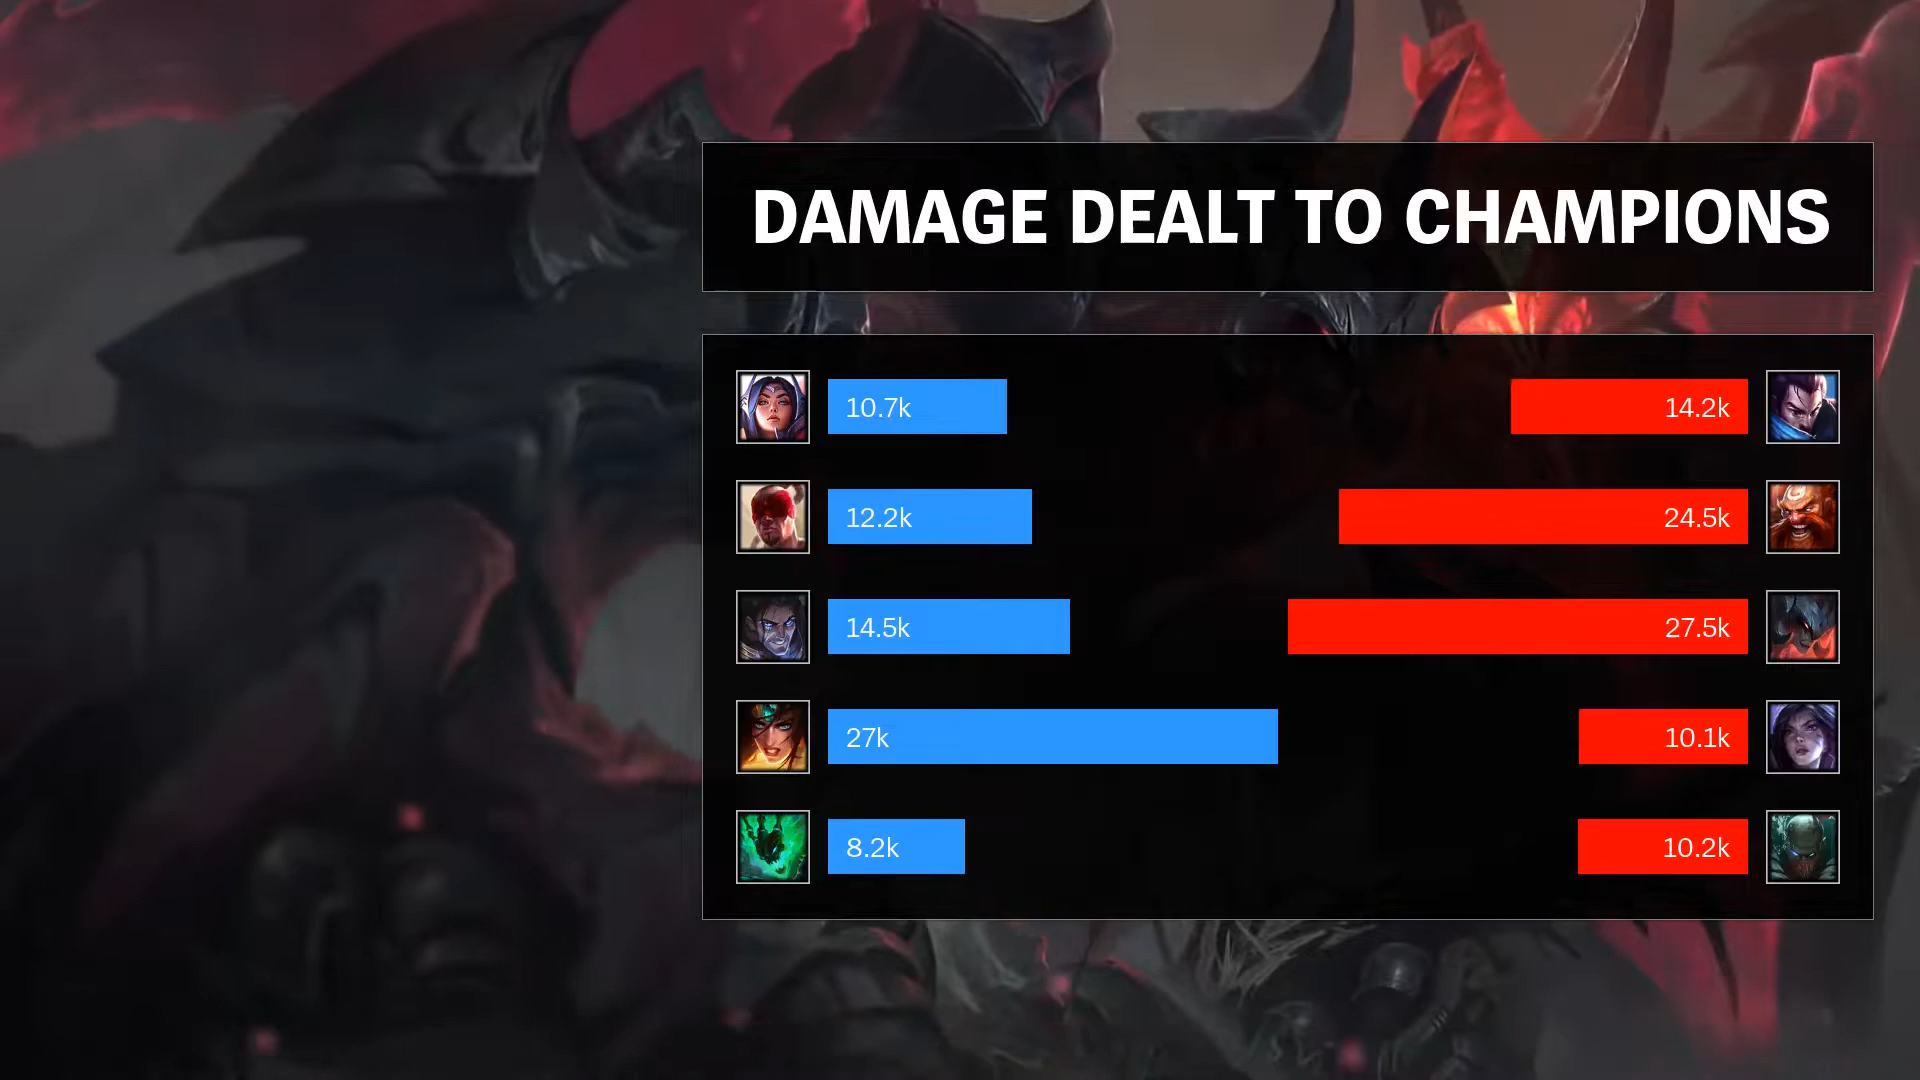 DAMAGE DEALT TO CHAMPIONS
10.7k 14.2k
12.2k 24.5k
14.5k 27.5k
27k 10.1k
8.2k 10.2k